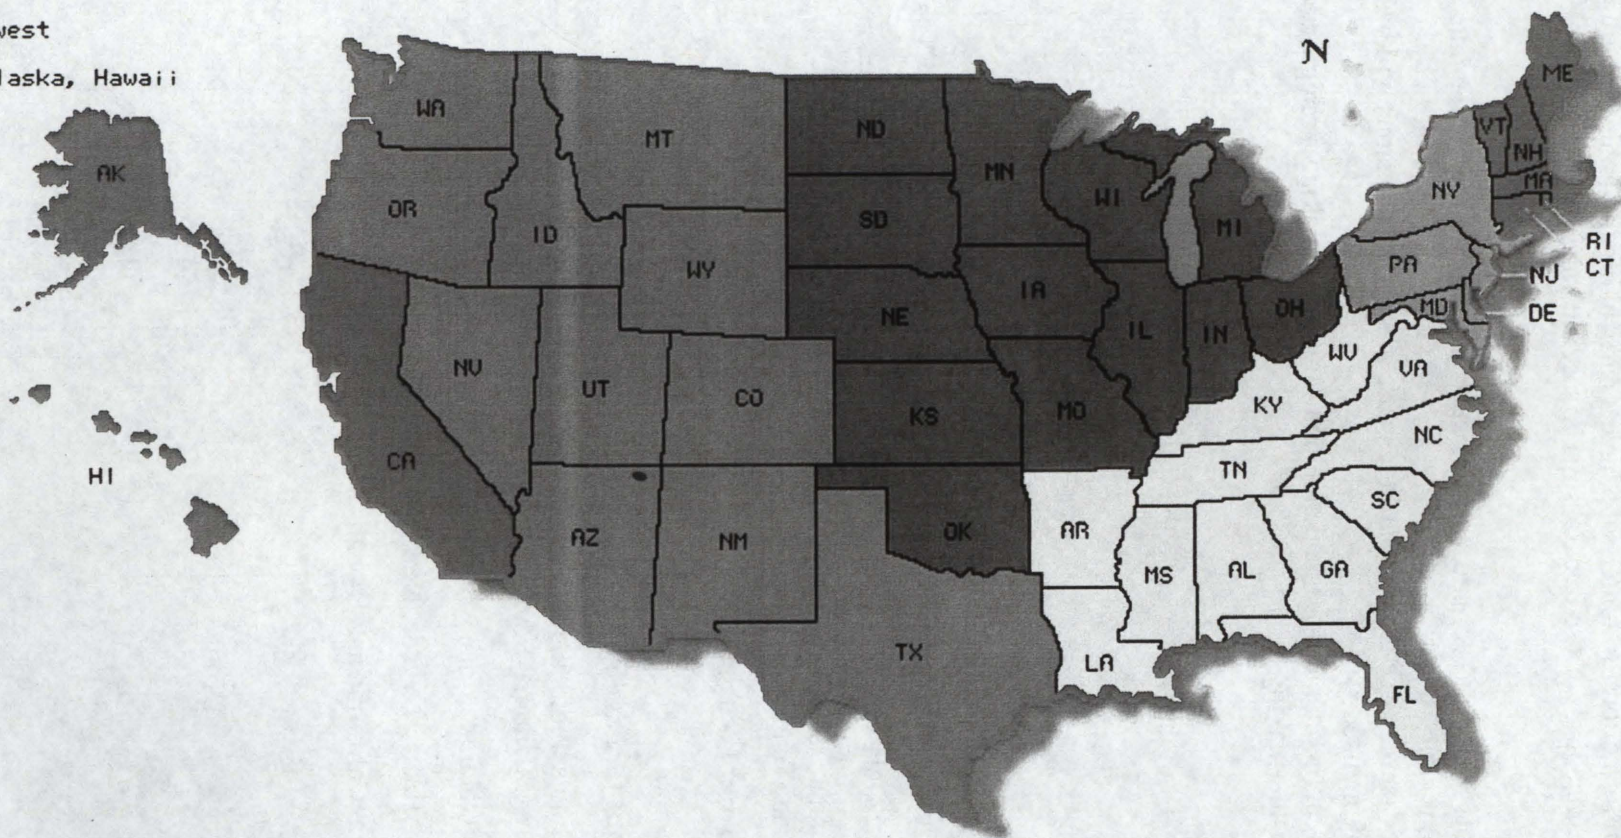 west
laska, Hawaii
N
ME
WA
VT
ND
MT
NH
MN
AK
MA
NY
WI
OR
SD
MI
ID
RI
PA
CT
WY
NJ
IA
MD
OH
DE
NE
IL
IN
WV
NV
VA
UT
CO
KY
MO
KS
NC
CA
TN
HI
SC
OK
AR
AZ
NM
GA
AL
MS
TX
LA
FL